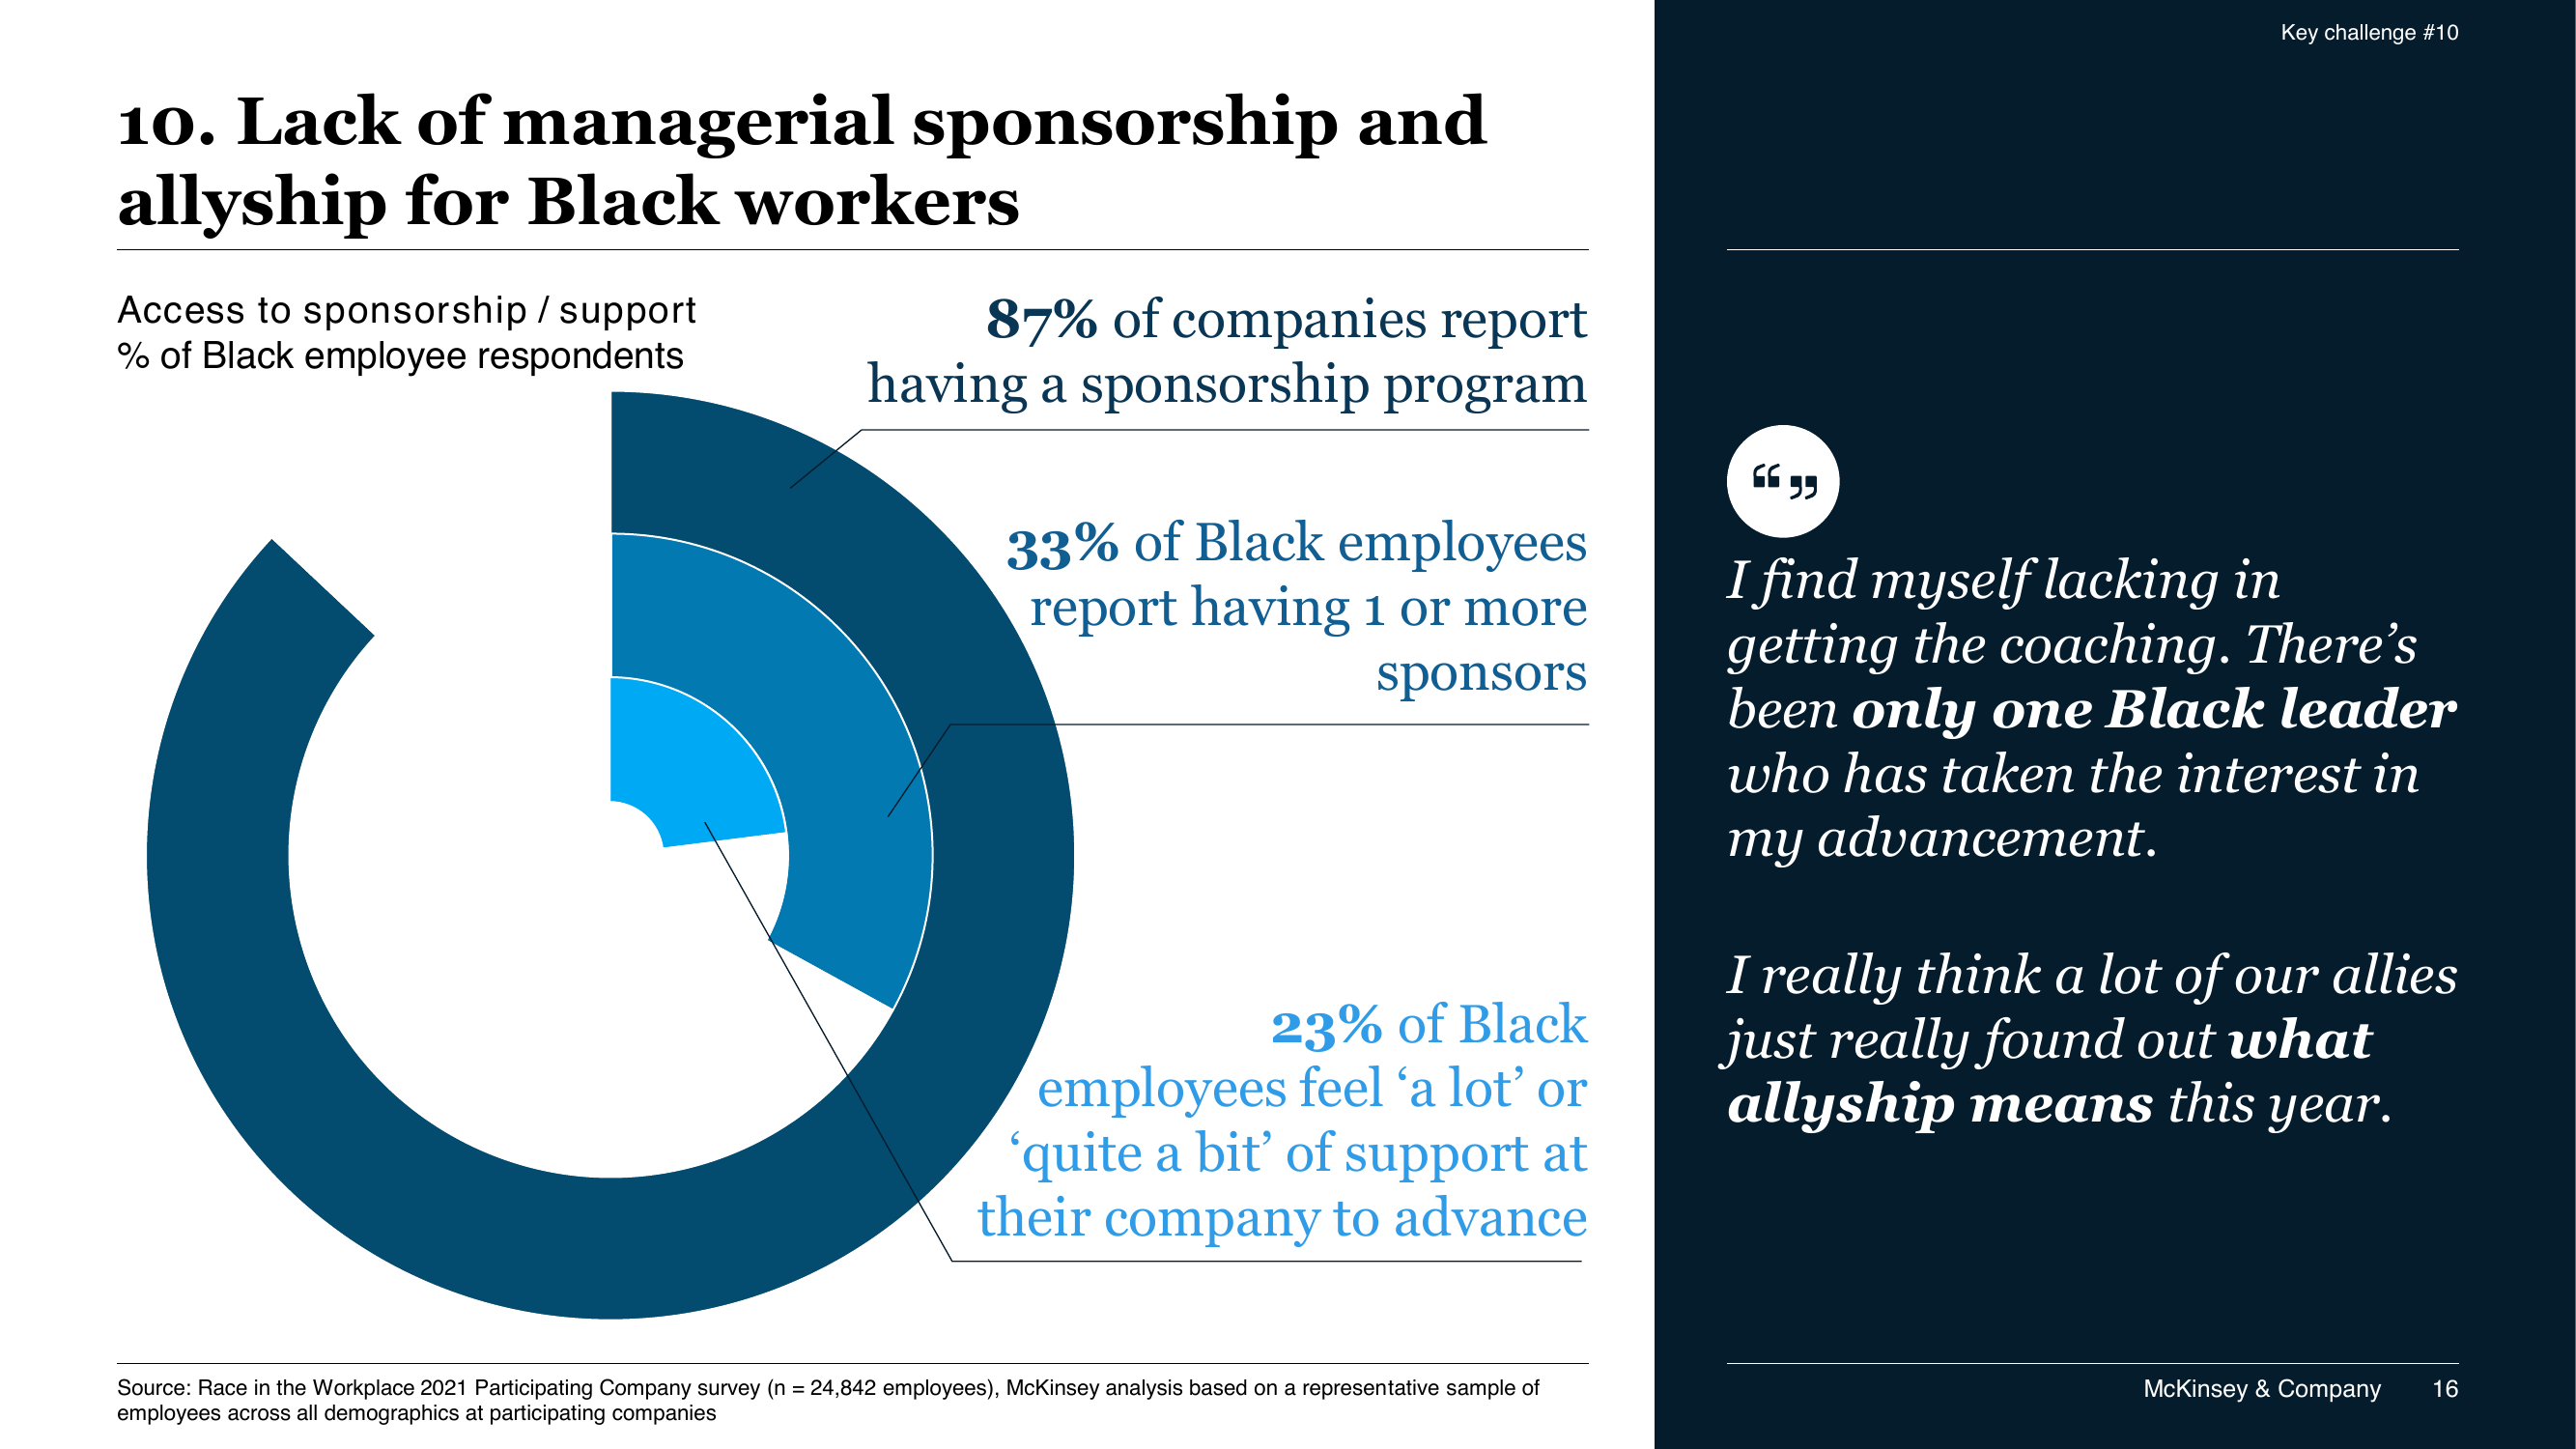 Key challenge #10
10. Lack of managerial sponsorship and
allyship for Black workers
Access to sponsorship / support
% of Black employee respondents
87% of companies report
having a sponsorship program
33% of Black employees
report having 1 or more
sponsors
23% of Black
employees feel ‘a lot’ or
‘quite a bit’ of support at
their company to advance
“ ”
I find myself lacking in
getting the coaching. There’s
been only one Black leader
who has taken the interest in
my advancement.
I really think a lot of our allies
just really found out what
allyship means this year.
Source: Race in the Workplace 2021 Participating Company survey (n = 24,842 employees), McKinsey analysis based on a representative sample of
employees across all demographics at participating companies
McKinsey & Company 16